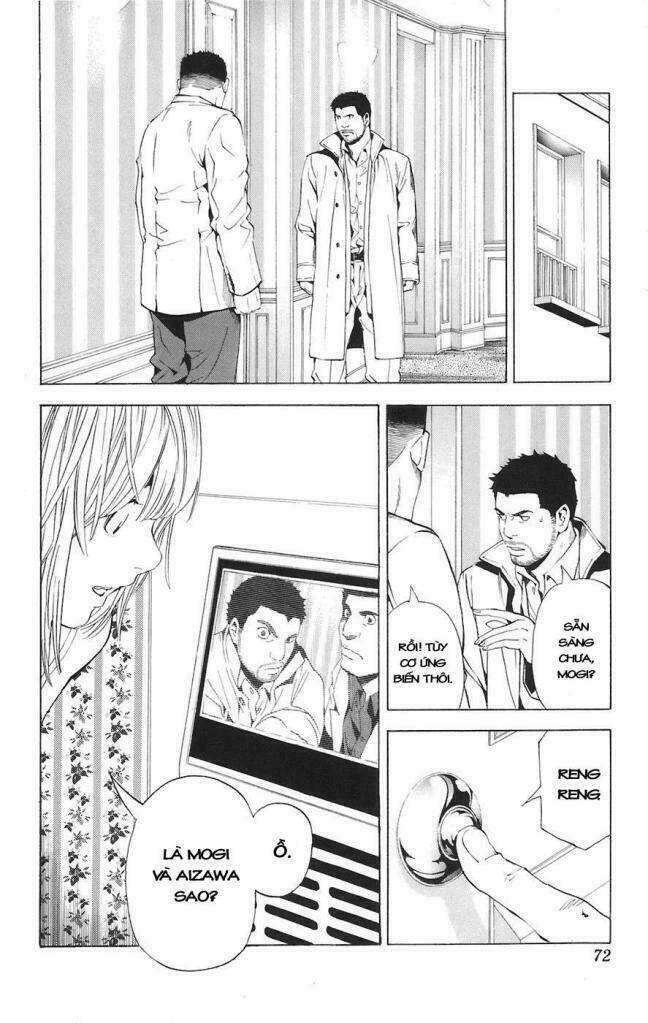 SẴN
SÀNG
CHƯA,
MOGI?
RỒI! TÙY
CƠ ỨNG
BIẾN THÔI.
RENG
RENG
Ồ.
LÀ MOGI
VÀ AIZAWA
SAO?
72